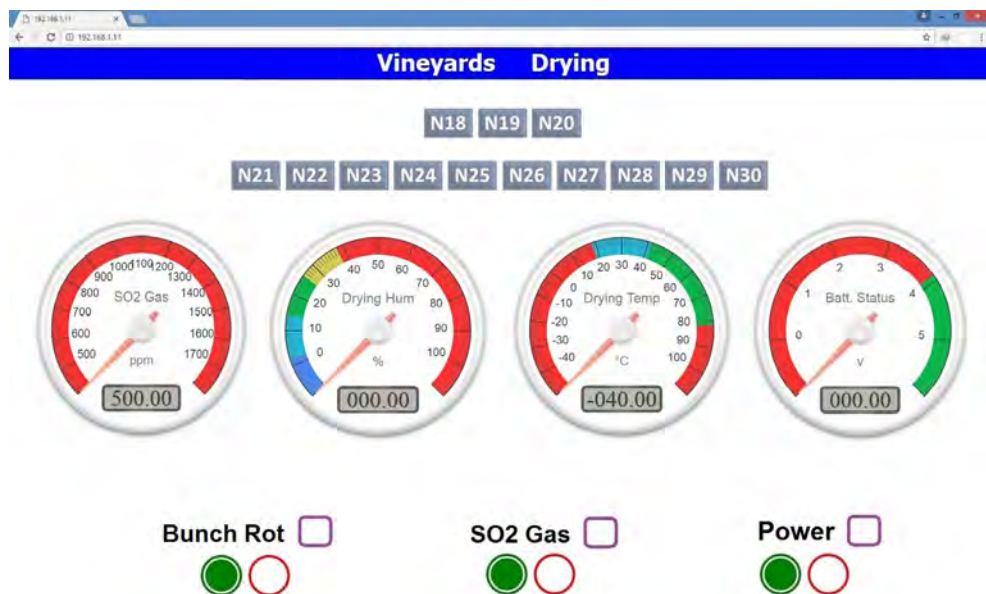 192.168.1.11
192.168.1.11
Vineyards Drying
N18 N19 N20
N21 N22 N23 N24 N25 N26 N27 N28 N29 N30
500 600 700 800 900 1000 1100 1200 1300 1400 1500 1600 1700
SO2 Gas
ppm
500.00
0 10 20 30 40 50 60 70 80 90 100
Drying Hum
%
000.00
-40 -30 -20 -10 0 10 20 30 40 50 60 70 80 90 100
Drying Temp
°C
-040.00
0 1 2 3 4 5
Batt. Status
V
000.00
Bunch Rot
SO2 Gas
Power